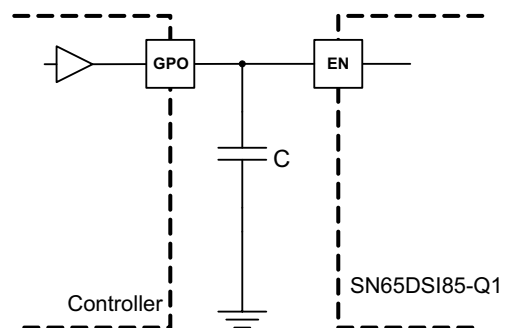 GPO
EN
C
SN65DSI85-Q1
Controller